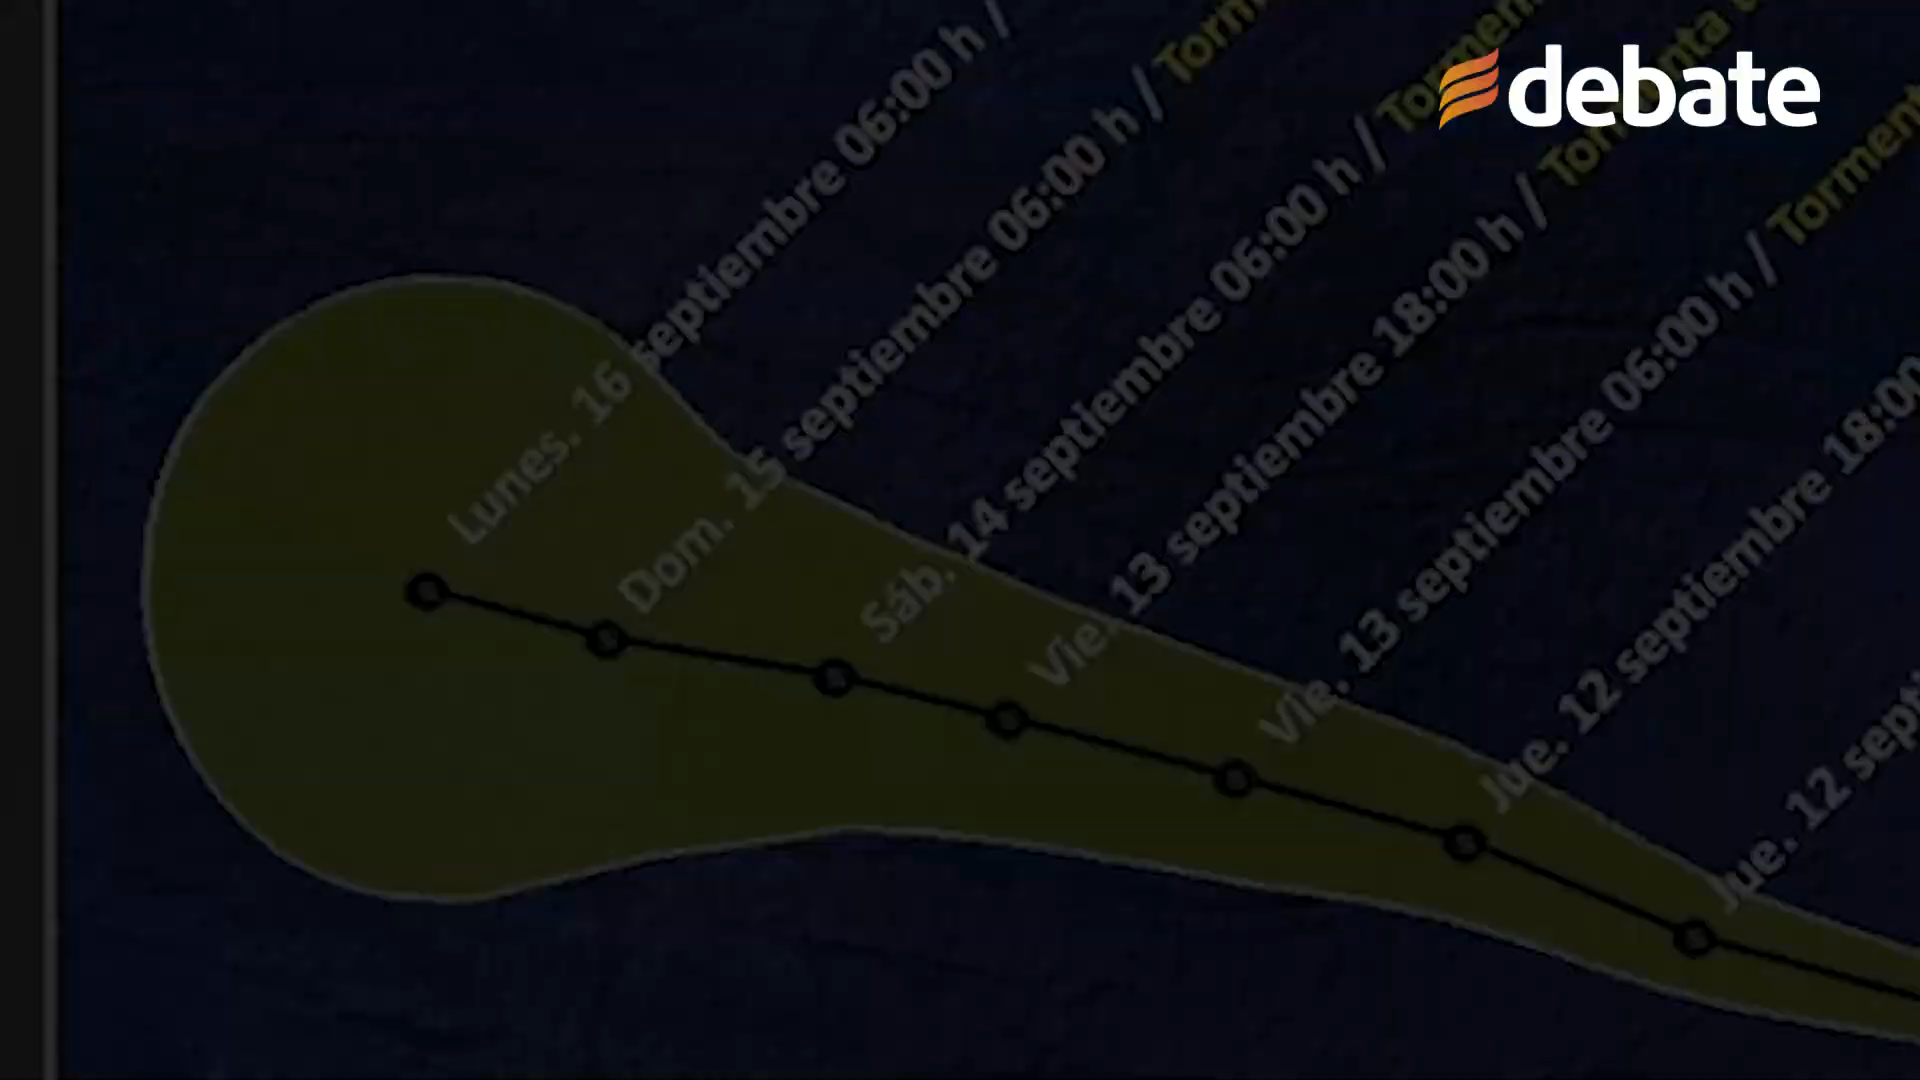 debate
Lunes. 16 septiembre 06:00 h /
Dom. 15 septiembre 06:00 h /
Sáb. 14 septiembre 06:00 h /
Vie. 13 septiembre 18:00 h / Tormenta
Vie. 13 septiembre 06:00 h /
Jue. 12 septiembre 18:00
Jue. 12